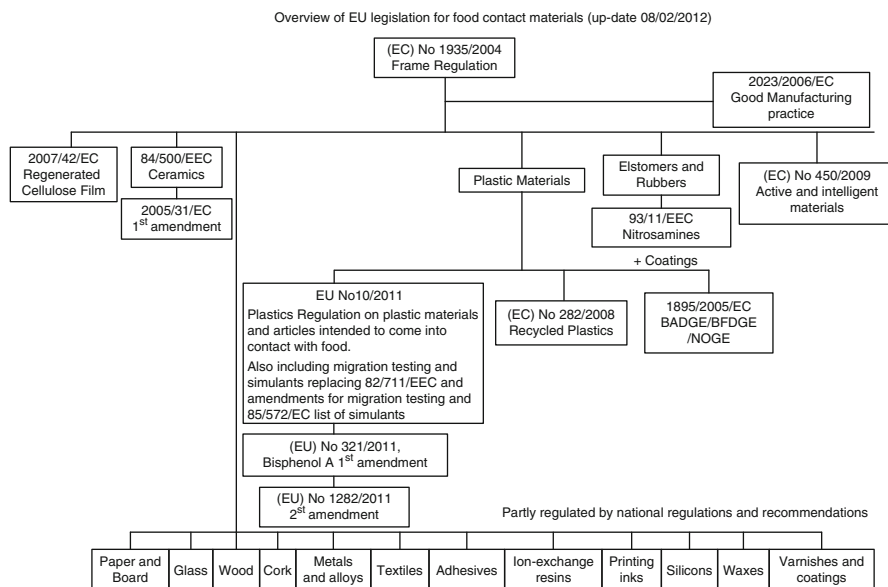 Overview of EU legislation for food contact materials (up-date 08/02/2012)
(EC) No 1935/2004
Frame Regulation
2023/2006/EC
Good Manufacturing
practice
2007/42/EC
Regenerated
Cellulose Film
84/500/EEC
Ceramics
2005/31/EC
1st amendment
Plastic Materials
Elstomers and
Rubbers
93/11/EEC
Nitrosamines
(EC) No 450/2009
Active and intelligent
materials
+ Coatings
EU No10/2011
Plastics Regulation on plastic materials
and articles intended to come into
contact with food.
Also including migration testing and
simulants replacing 82/711/EEC and
amendments for migration testing and
85/572/EC list of simulants
(EC) No 282/2008
Recycled Plastics
1895/2005/EC
BADGE/BFDGE
/NOGE
(EU) No 321/2011,
Bisphenol A 1st amendment
(EU) No 1282/2011
2st amendment
Partly regulated by national regulations and recommendations
Paper and
Board
Glass
Wood
Cork
Metals
and alloys
Textiles
Adhesives
Ion-exchange
resins
Printing
inks
Silicons
Waxes
Varnishes and
coatings